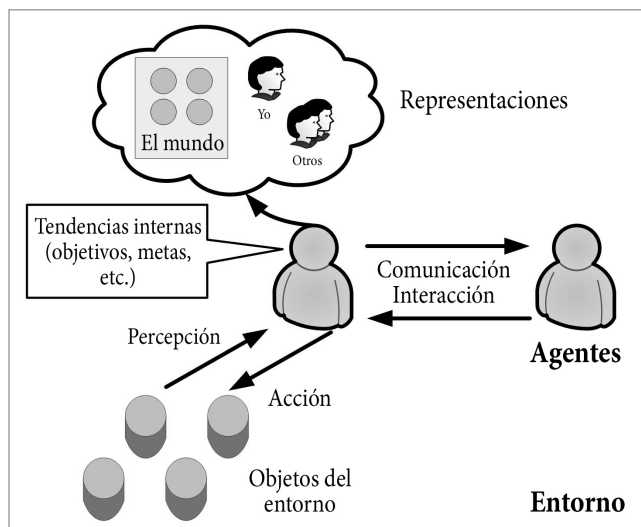 El mundo
Yo
Otros
Representaciones
Tendencias internas
(objetivos, metas,
etc.)
Comunicación
Interacción
Agentes
Percepción
Acción
Objetos del
entorno
Entorno